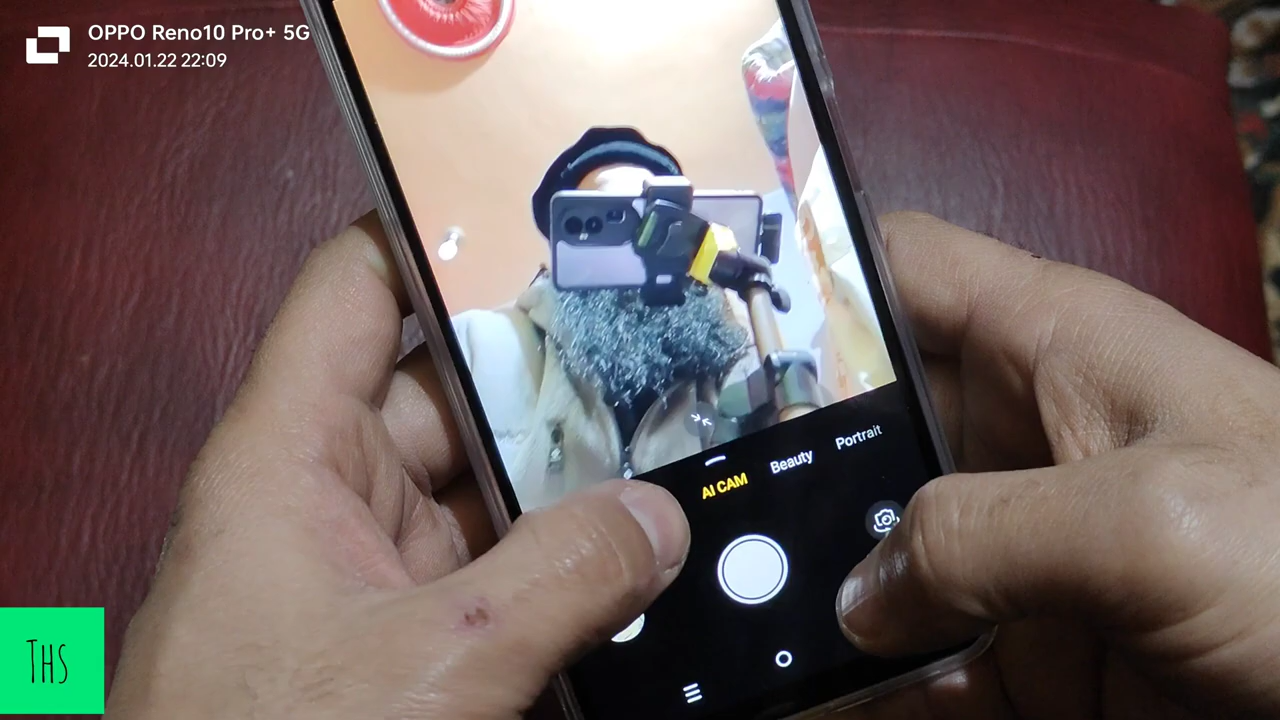 OPPO Reno10 Pro+ 5G
2024.01.22 22:09
AI CAM
Beauty
Portrait
THS